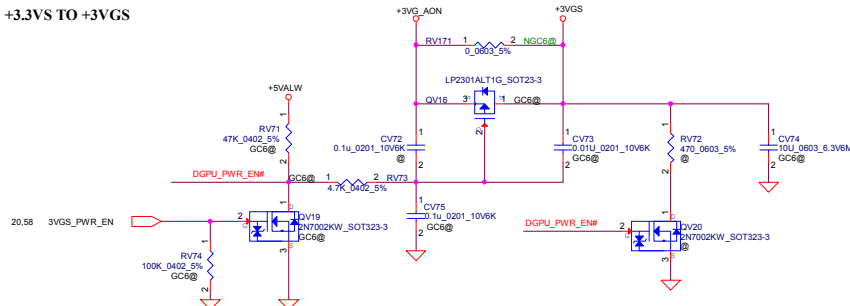 +3.3VS TO +3VGS
+3VG_AON
+3VGS
RV171 1 2 NGC6@
0_0603_5%
LP2301ALT1G_SOT23-3
QV16 3 1 GC6@
2
+5VALW
1
RV71
47K_0402_5%
GC6@
2
1
CV72
0.1u_0201_10V6K
@
2
1
CV73
0.01U_0201_10V6K
GC6@
2
1
RV72
470_0603_5%
@
2
1
CV74
10U_0603_6.3V6M
GC6@
2
DGPU_PWR_EN# GC6@ 1 2 RV73
4.7K_0402_5%
1
CV75
0.1u_0201_10V6K
GC6@
2
20,58 3VGS_PWR_EN
2
1
D
QV19
2N7002KW_SOT323-3
GC6@
G
S
3
1
RV74
100K_0402_5%
GC6@
2
DGPU_PWR_EN# 2
1
D
QV20
2N7002KW_SOT323-3
@
G
S
3